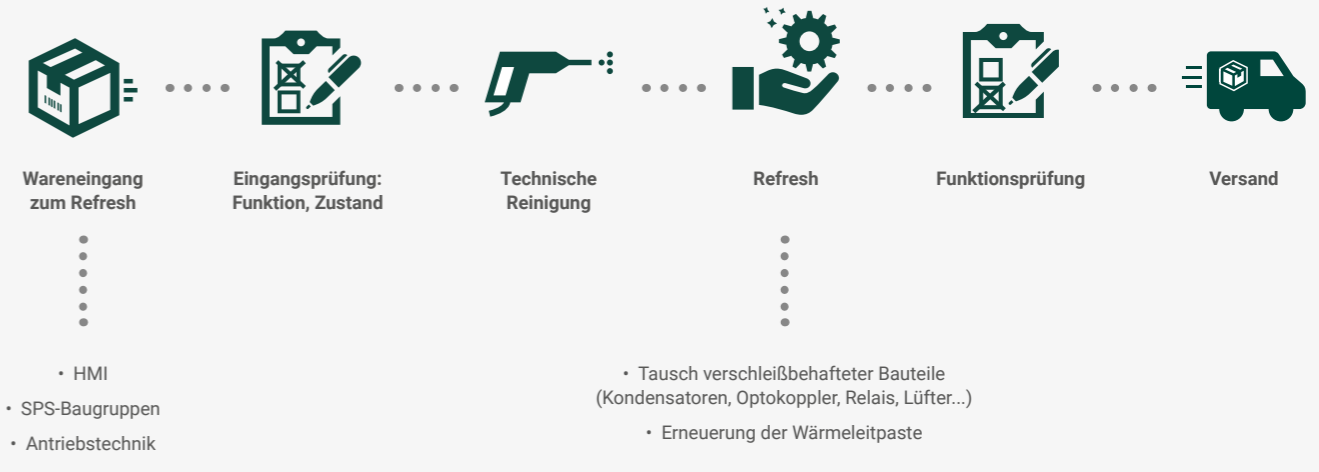 Wareneingang
zum Refresh
Eingangsprüfung:
Funktion, Zustand
Technische
Reinigung
Refresh
Funktionsprüfung
Versand
• HMI
• SPS-Baugruppen
• Antriebstechnik
• Tausch verschleißbehafteter Bauteile
(Kondensatoren, Optokoppler, Relais, Lüfter...)
• Erneuerung der Wärmeleitpaste